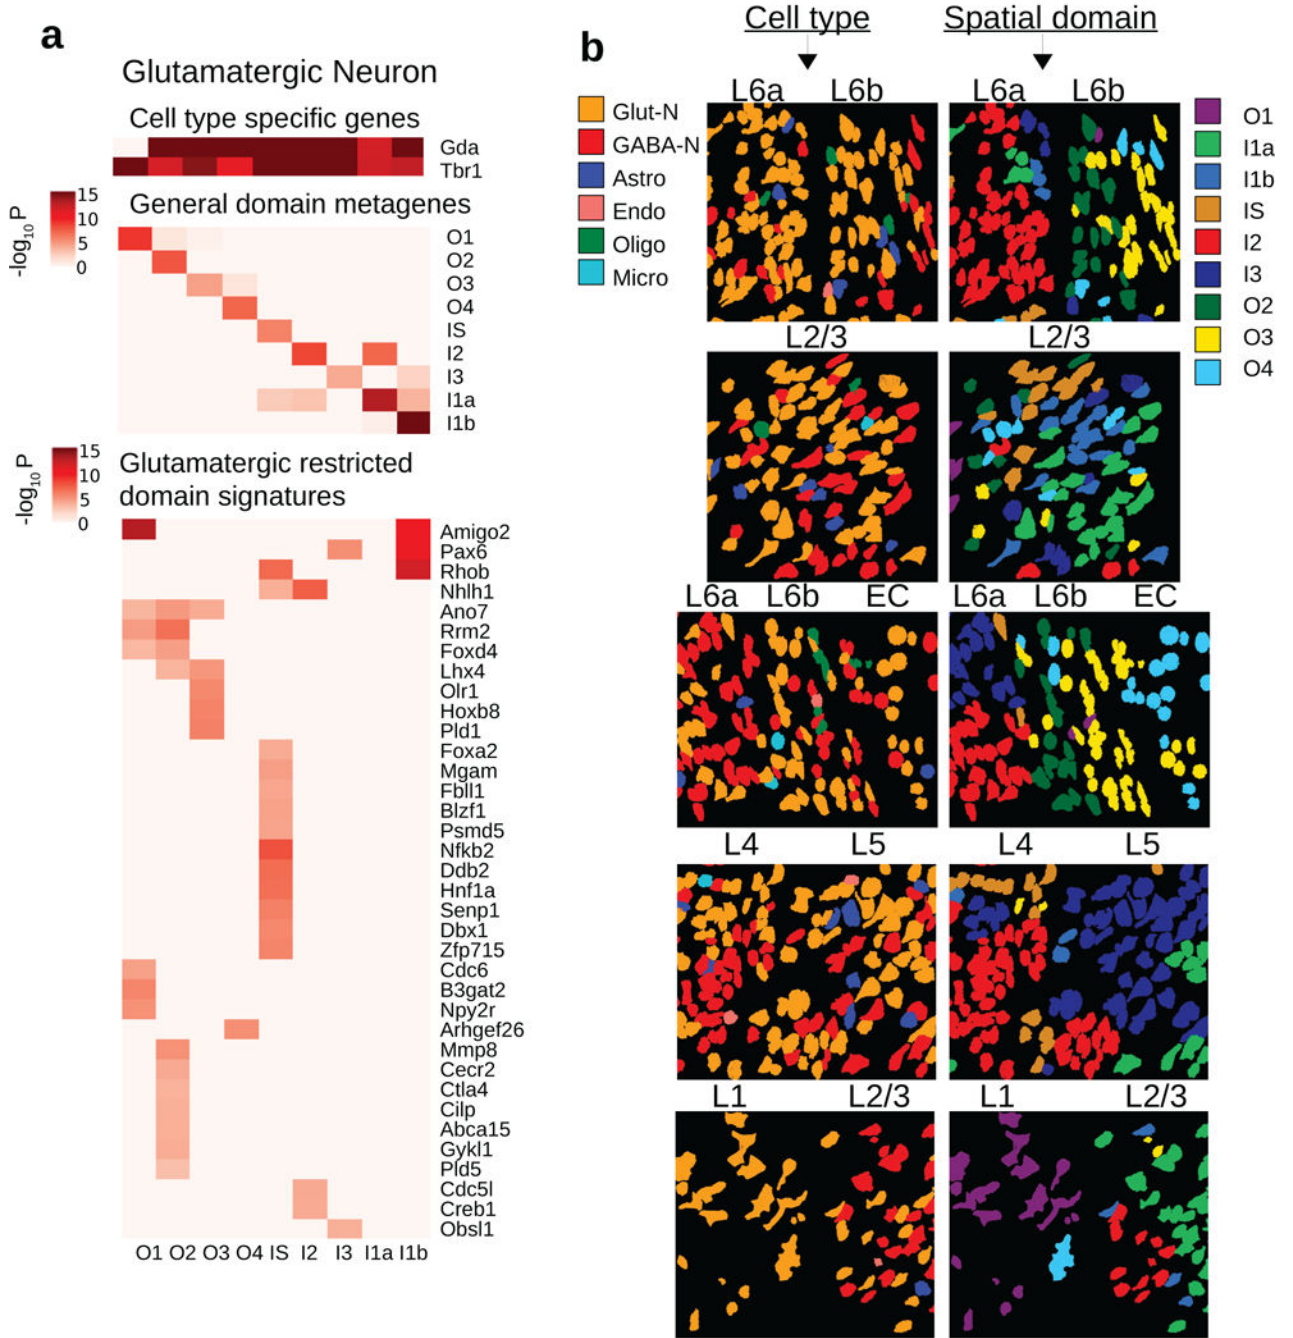 a
Glutamatergic Neuron
Cell type specific genes
Gda
Tbr1
-log10 P
15
10
5
0
General domain metagenes
O1
O2
O3
O4
IS
I2
I3
I1a
I1b
-log10 P
15
10
5
0
Glutamatergic restricted
domain signatures
Amigo2
Pax6
Rhob
Nhlh1
Ano7
Rrm2
Foxd4
Lhx4
Olr1
Hoxb8
Pld1
Foxa2
Mgam
Fbll1
Blzf1
Psmd5
Nfkb2
Ddb2
Hnf1a
Senp1
Dbx1
Zfp715
Cdc6
B3gat2
Npy2r
Arhgef26
Mmp8
Cecr2
Ctla4
Cilp
Abca15
Gykl1
Pld5
Cdc5l
Creb1
Obsl1
O1 O2 O3 O4 IS I2 I3 I1a I1b
b
Cell type
Spatial domain
Glut-N
GABA-N
Astro
Endo
Oligo
Micro
L6a L6b
L6a L6b
O1
I1a
I1b
IS
I2
I3
O2
O3
O4
L2/3
L2/3
L6a L6b EC
L6a L6b EC
L4 L5
L4 L5
L1 L2/3
L1 L2/3